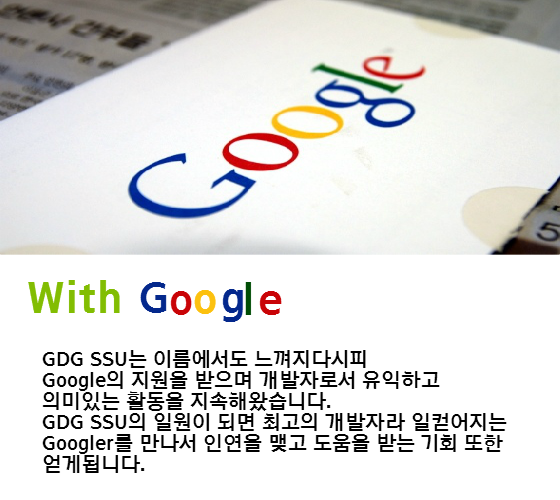 Google
5
With Google
GDG SSU는 이름에서도 느껴지다시피
Google의 지원을 받으며 개발자로서 유익하고
의미있는 활동을 지속해왔습니다.
GDG SSU의 일원이 되면 최고의 개발자라 일컫어지는
Googler를 만나서 인연을 맺고 도움을 받는 기회 또한
얻게됩니다.